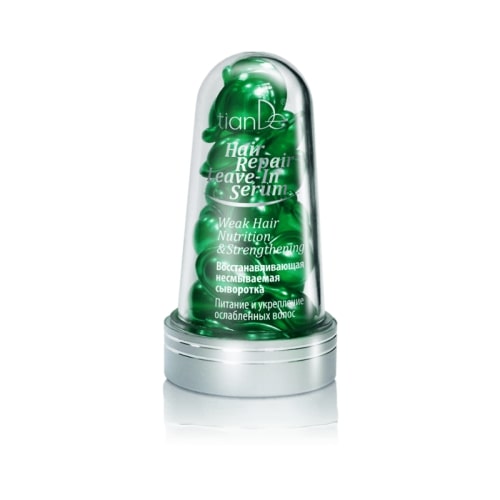 tianDe
Hair
Repair
Leave-In
Serum
Weak Hair
Nutrition
& Strengthening
Восстанавливающая
несмываемая
сыворотка
Питание и укрепление
ослабленных волос